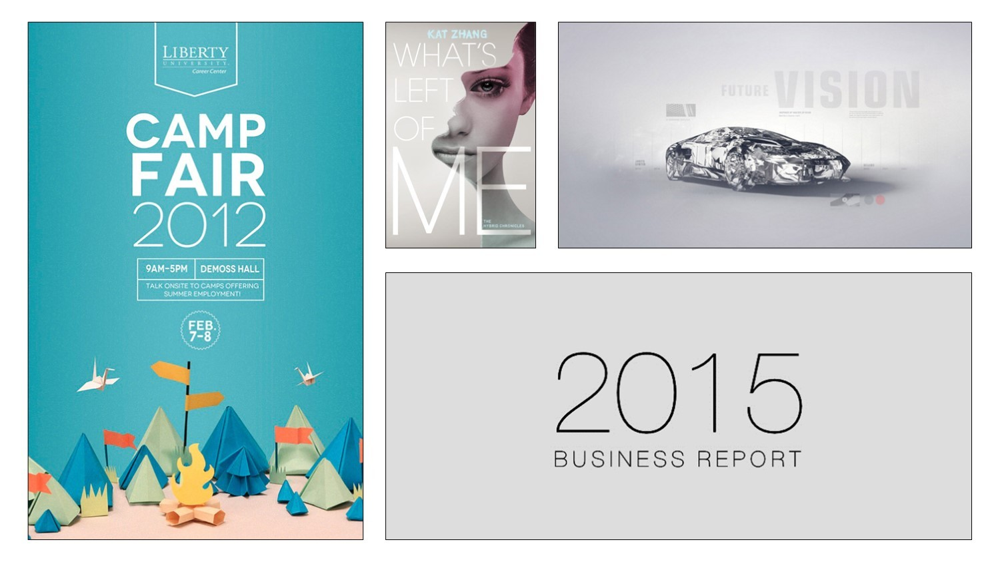 LIBERTY
UNIVERSITY.
Career Center
CAMP
FAIR
2012
9AM-5PM
DEMOSS HALL
TALK ONSITE TO CAMPS OFFERING
SUMMER EMPLOYMENT!
FEB.
7-8
KAT ZHANG
WHAT'S
LEFT
OF
ME
THE
HYBRID CHRONICLES
FUTURE VISION
2015
BUSINESS REPORT